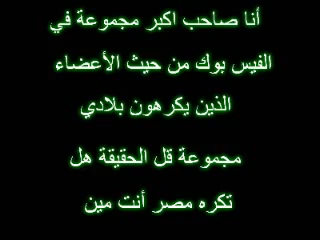 أنا صاحب اكبر مجموعة في
الفيس بوك من حيث الأعضاء
الذين يكرهون بلادي
مجموعة قل الحقيقة هل
تكره مصر أنت مين